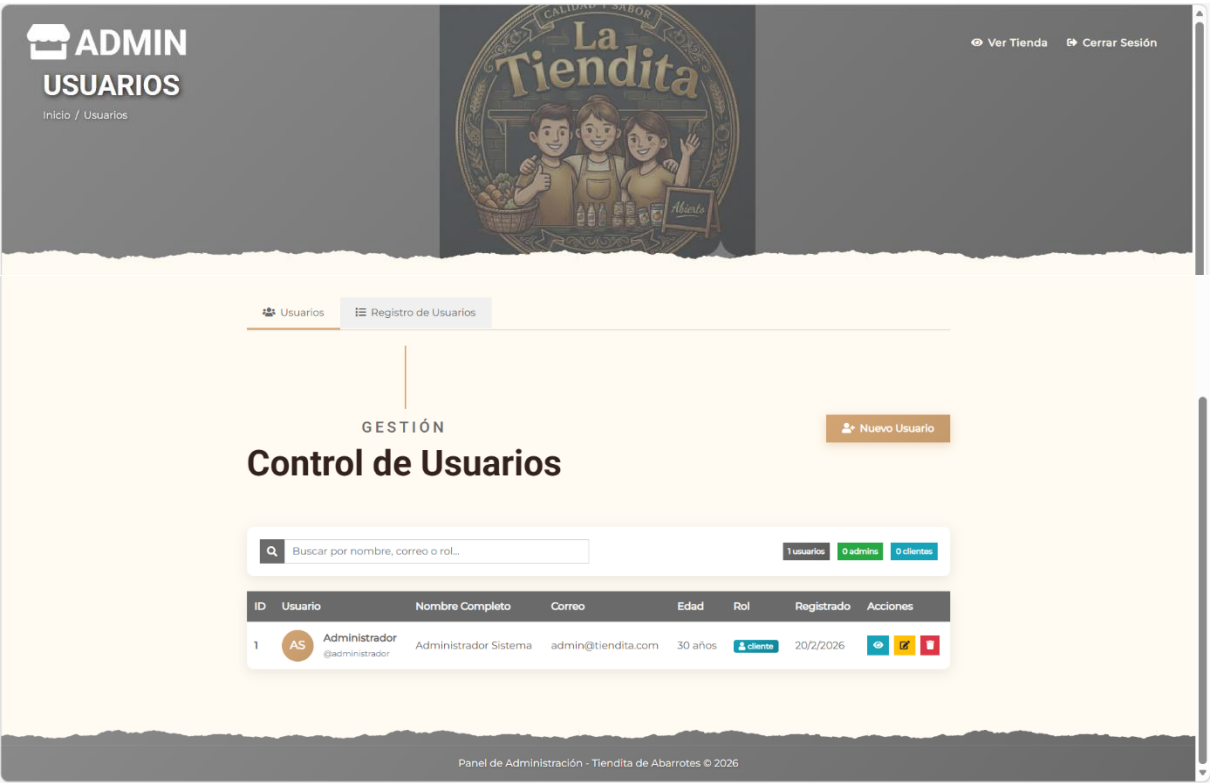 ADMIN
USUARIOS
Inicio / Usuarios
CALIDAD Y SABOR
La
Tiendita
Abierto
Ver Tienda
Cerrar Sesión
Usuarios
Registro de Usuarios
GESTIÓN
Control de Usuarios
Nuevo Usuario
Buscar por nombre, correo o rol...
1 usuarios 0 admins 0 clientes
ID Usuario Nombre Completo Correo Edad Rol Registrado Acciones
1 AS Administrador Administrador Sistema admin@tiendita.com 30 años cliente 20/2/2026
@administrador
Panel de Administración - Tiendita de Abarrotes © 2026